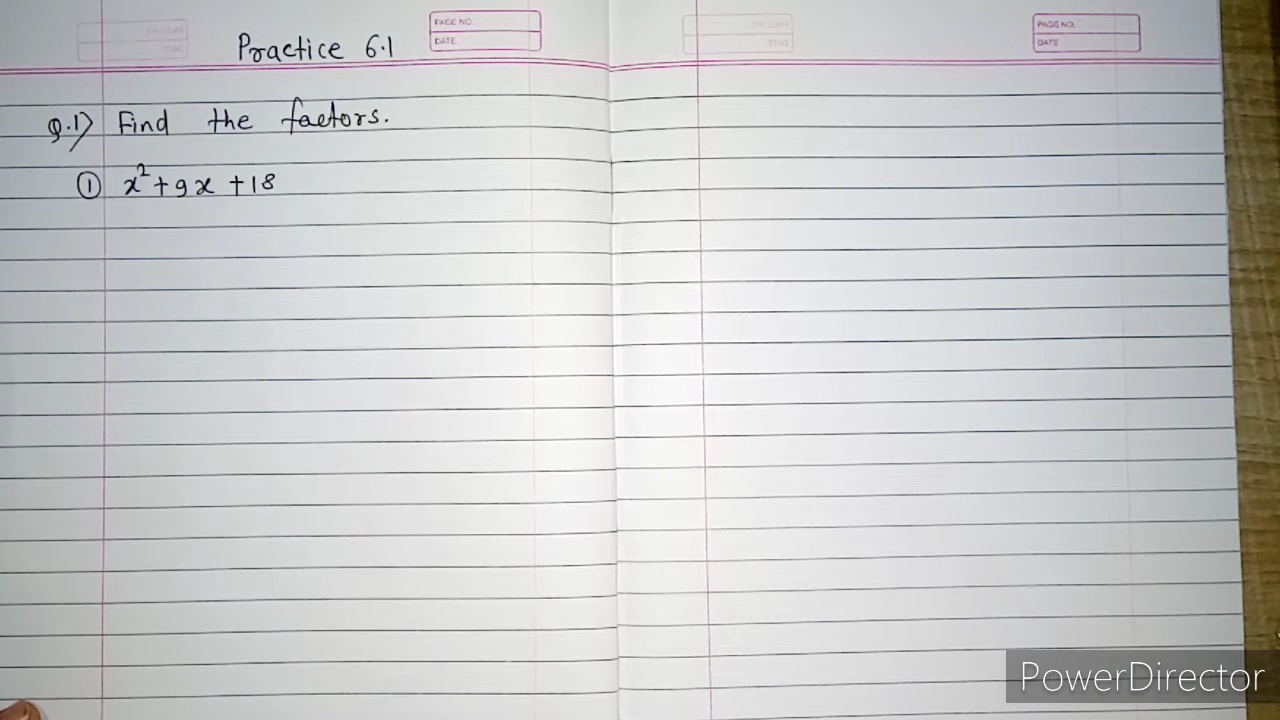 PAGE NO.
DATE
PAGE NO.
DATE
Practice 6.1
Q.1) Find the factors.
① x² + 9x + 18
PowerDirector